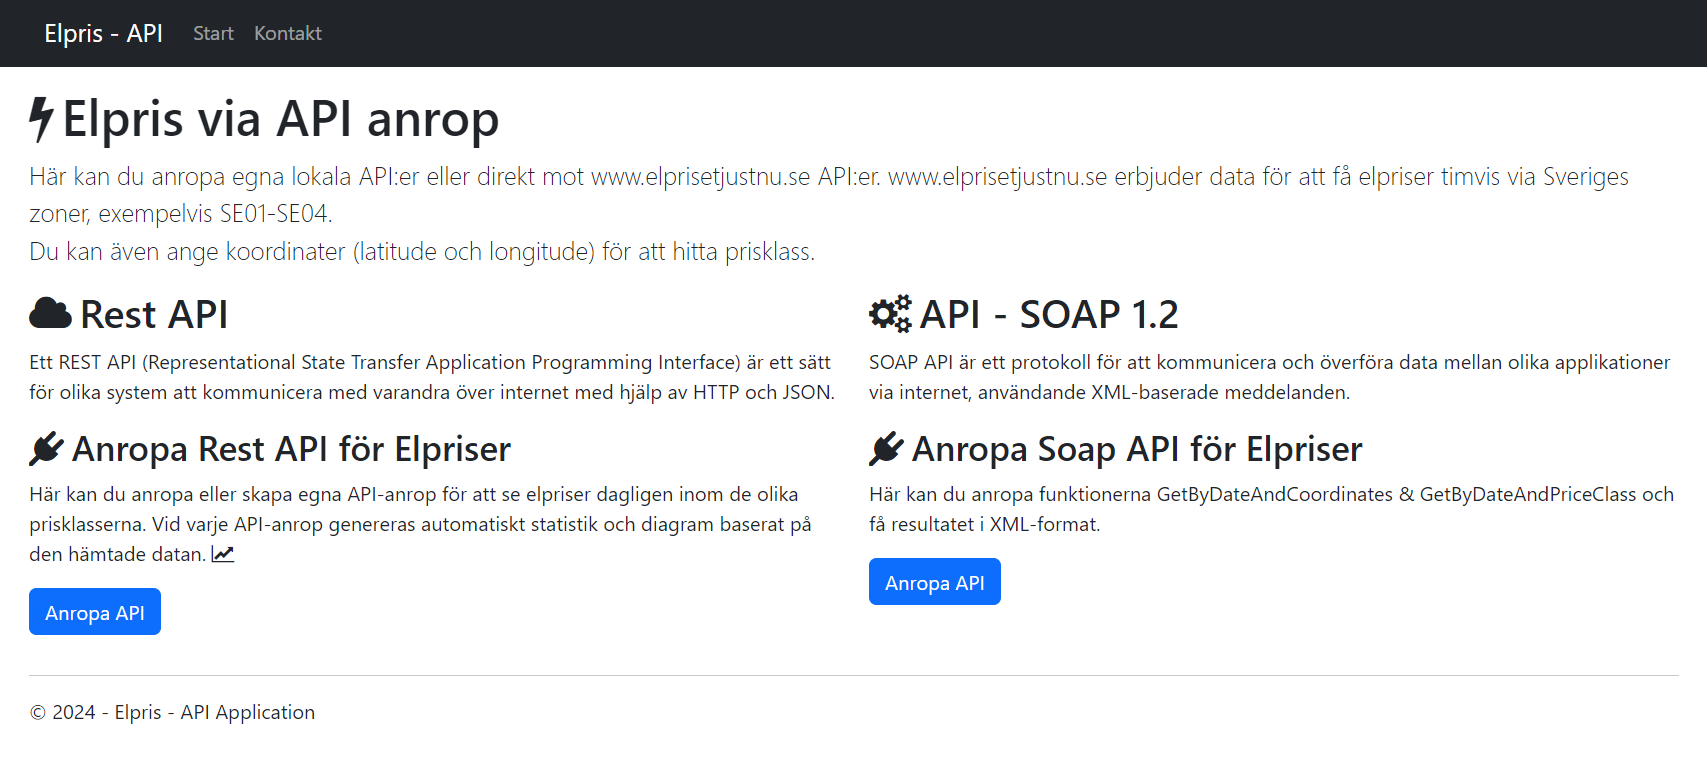 Elpris - API Start Kontakt
Elpris via API anrop
Här kan du anropa egna lokala API:er eller direkt mot www.elprisetjustnu.se API:er. www.elprisetjustnu.se erbjuder data för att få elpriser timvis via Sveriges
zoner, exempelvis SE01-SE04.
Du kan även ange koordinater (latitude och longitude) för att hitta prisklass.
Rest API
Ett REST API (Representational State Transfer Application Programming Interface) är ett sätt
för olika system att kommunicera med varandra över internet med hjälp av HTTP och JSON.
Anropa Rest API för Elpriser
Här kan du anropa eller skapa egna API-anrop för att se elpriser dagligen inom de olika
prisklasserna. Vid varje API-anrop genereras automatiskt statistik och diagram baserat på
den hämtade datan.
Anropa API
API - SOAP 1.2
SOAP API är ett protokoll för att kommunicera och överföra data mellan olika applikationer
via internet, användande XML-baserade meddelanden.
Anropa Soap API för Elpriser
Här kan du anropa funktionerna GetByDateAndCoordinates & GetByDateAndPriceClass och
få resultatet i XML-format.
Anropa API
© 2024 - Elpris - API Application